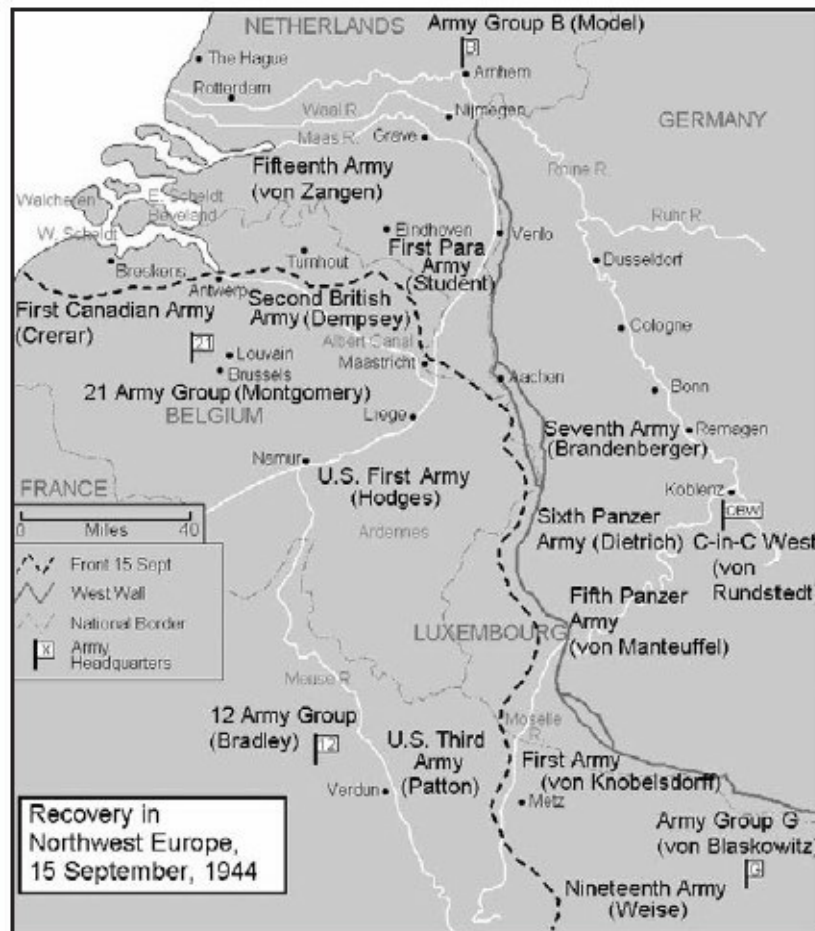 NETHERLANDS
Army Group B (Model)
B
The Hague
Arnhem
Rotterdam
Waal R.
Nijmegen
GERMANY
Maas R.
Grave
Fifteenth Army
(von Zangen)
Rhine R.
Walcheren
E. Scheldt
Beveland
Ruhr R.
W. Scheldt
Eindhoven
Venlo
First Para
Army
(Student)
Breskens
Turnhout
Dusseldorf
Antwerp
Second British
Army (Dempsey)
First Canadian Army
(Crerar)
21
Albert Canal
Cologne
Louvain
Brussels
Maastricht
Aachen
21 Army Group (Montgomery)
Bonn
BELGIUM
Liege
Seventh Army
(Brandenberger)
Remagen
Namur
U.S. First Army
(Hodges)
Koblenz
FRANCE
0 Miles 40
Ardennes
OBW
Sixth Panzer
Army (Dietrich)
C-in-C West
(von
Rundstedt)
Front 15 Sept
West Wall
National Border
X
Army
Headquarters
Fifth Panzer
Army
(von Manteuffel)
LUXEMBOURG
Meuse R
12 Army Group
(Bradley)
12
Moselle
R.
U.S. Third
Army
(Patton)
First Army
(von Knobelsdorff)
Verdun
Metz
Recovery in
Northwest Europe,
15 September, 1944
Army Group G
(von Blaskowitz)
G
Nineteenth Army
(Weise)